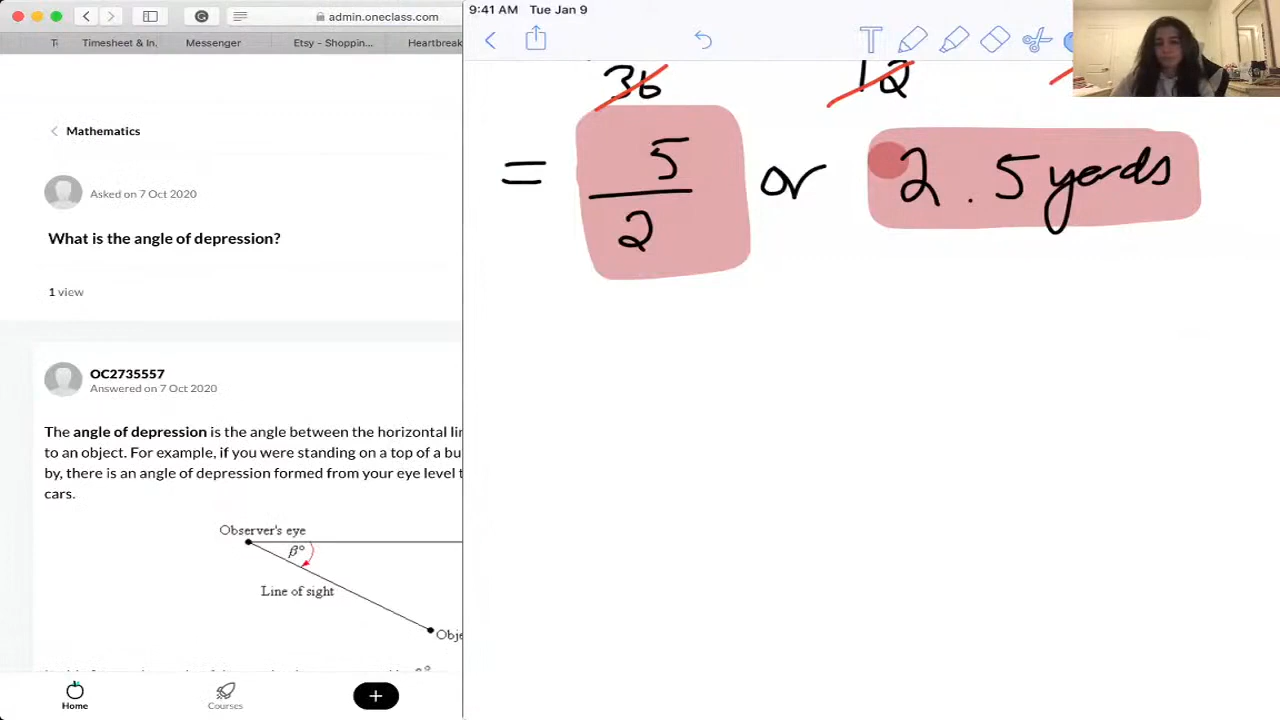 admin.oneclass.com
Timesheet & In.
Messenger
Etsy - Shoppin...
Heartbreak
Mathematics
Asked on 7 Oct 2020
What is the angle of depression?
1 view
OC2735557
Answered on 7 Oct 2020
The angle of depression is the angle between the horizontal lin
to an object. For example, if you were standing on a top of a bu
by, there is an angle of depression formed from your eye level t
cars.
Observer's eye
β°
Line of sight
Obje
Home
Courses
9:41 AM Tue Jan 9
36
12
= 5/2 or 2.5 yards